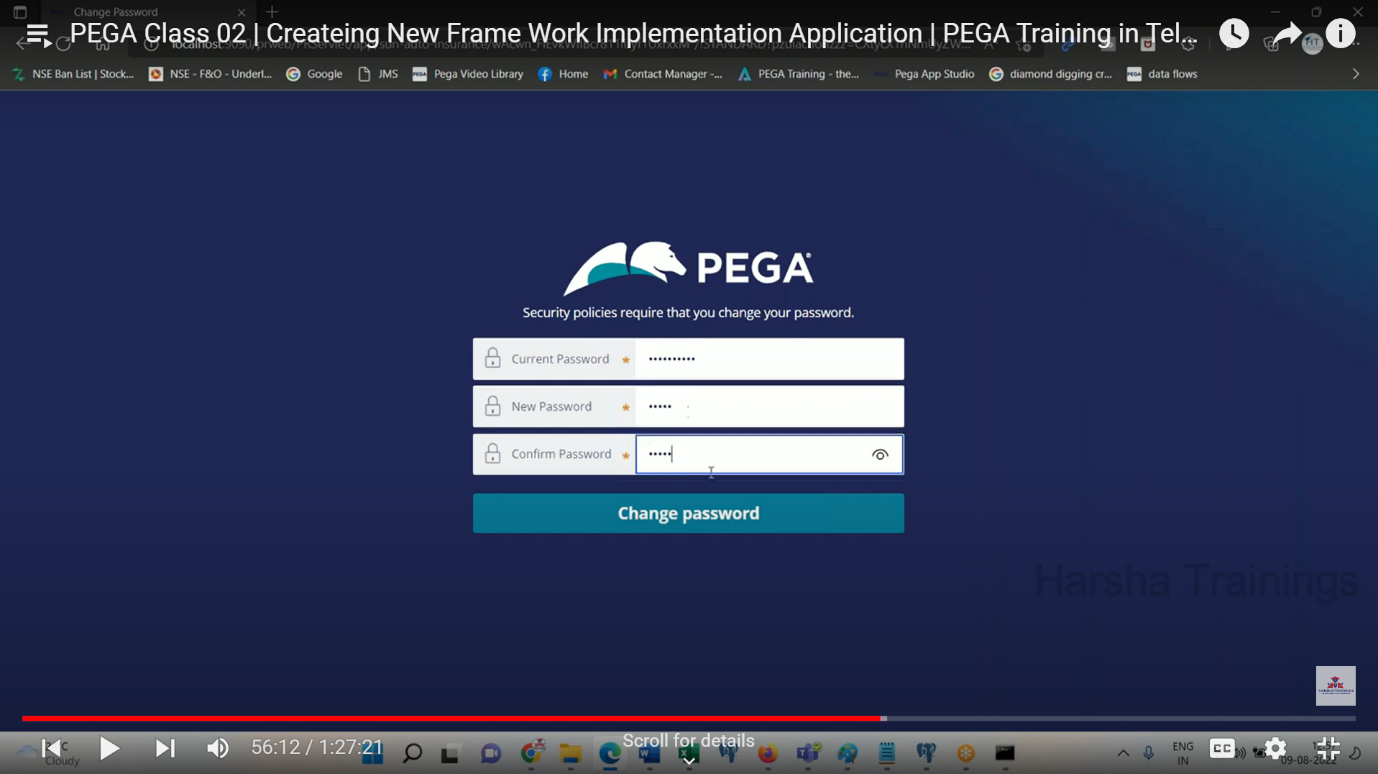 Change Password
PEGA Class 02 | Createing New Frame Work Implementation Application | PEGA Training in Tel...
NSE Ban List | Stock... NSE - F&O - Underl... Google JMS Pega Video Library Home Contact Manager -... PEGA Training - the... Pega App Studio diamond digging cr... data flows
PEGA
Security policies require that you change your password.
Current Password * ••••••••••
New Password * •••••
Confirm Password * •••••
Change password
Harsha Trainings
56:12 / 1:27:21
Scroll for details
Cloudy
ENG
IN
CC
09-08-2022